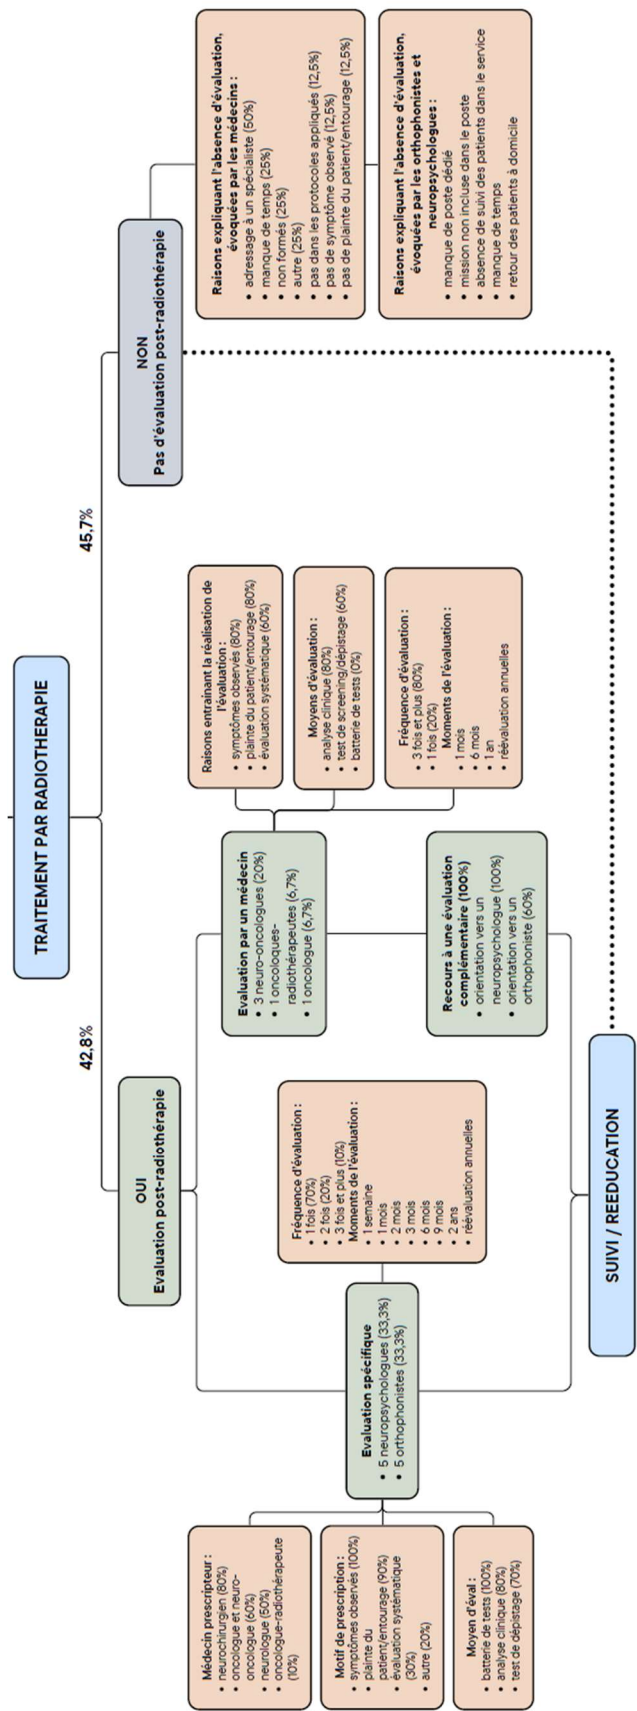 TRAITEMENT PAR RADIOTHERAPIE
42,8%
45,7%
OUI
Evaluation post-radiothérapie
NON
Pas d'évaluation post-radiothérapie
Médecin prescripteur :
• neurochirurgien (80%)
• oncologue et neuro-
oncologue (60%)
• neurologue (50%)
• oncologue-radiothérapeute
(10%)
Motif de prescription :
• symptômes observés (100%)
• plainte du
patient/entourage (90%)
• évaluation systématique
(30%)
• autre (20%)
Moyen d'éval :
• batterie de tests (100%)
• analyse clinique (80%)
• test de dépistage (70%)
Evaluation spécifique
• 5 neuropsychologues (33,3%)
• 5 orthophonistes (33,3%)
Fréquence d'évaluation :
• 1 fois (70%)
• 2 fois (20%)
• 3 fois et plus (10%)
Moments de l'évaluation :
• 1 semaine
• 1 mois
• 2 mois
• 3 mois
• 6 mois
• 9 mois
• 2 ans
• réévaluation annuelles
Evaluation par un médecin
• 3 neuro-oncologues (20%)
• 1 oncologues-
radiothérapeutes (6,7%)
• 1 oncologue (6,7%)
Recours à une évaluation
complémentaire (100%)
• orientation vers un
neuropsychologue (100%)
• orientation vers un
orthophoniste (60%)
Raisons entrainant la réalisation de
l'évaluation :
• symptômes observés (80%)
• plainte du patient/entourage (80%)
• évaluation systématique (60%)
Moyens d'évaluation :
• analyse clinique (80%)
• test de screening/dépistage (60%)
• batterie de tests (0%)
Fréquence d'évaluation :
• 3 fois et plus (80%)
• 1 fois (20%)
Moments de l'évaluation :
• 1 mois
• 6 mois
• 1 an
• réévaluation annuelles
Raisons expliquant l'absence d'évaluation,
évoquées par les médecins :
• adressage à un spécialiste (50%)
• manque de temps (25%)
• non formés (25%)
• autre (25%)
• pas dans les protocoles appliqués (12,5%)
• pas de symptôme observé (12,5%)
• pas de plainte du patient/entourage (12,5%)
Raisons expliquant l'absence d'évaluation,
évoquées par les orthophonistes et
neuropsychologues :
• manque de poste dédié
• mission non incluse dans le poste
• absence de suivi des patients dans le service
• manque de temps
• retour des patients à domicile
SUIVI / REEDUCATION